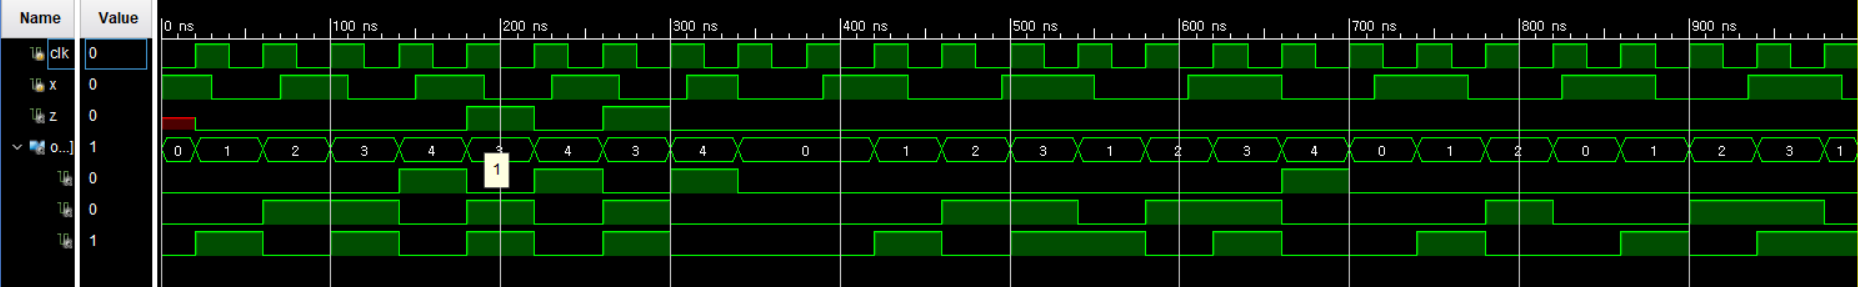 Name Value 0 ns 100 ns 200 ns 300 ns 400 ns 500 ns 600 ns 700 ns 800 ns 900 ns
clk 0
x 0
z 0
o...] 1 0 1 2 3 4 3 4 3 4 0 1 2 3 1 2 3 4 0 1 2 0 1 2 3 1
1
0
0
1